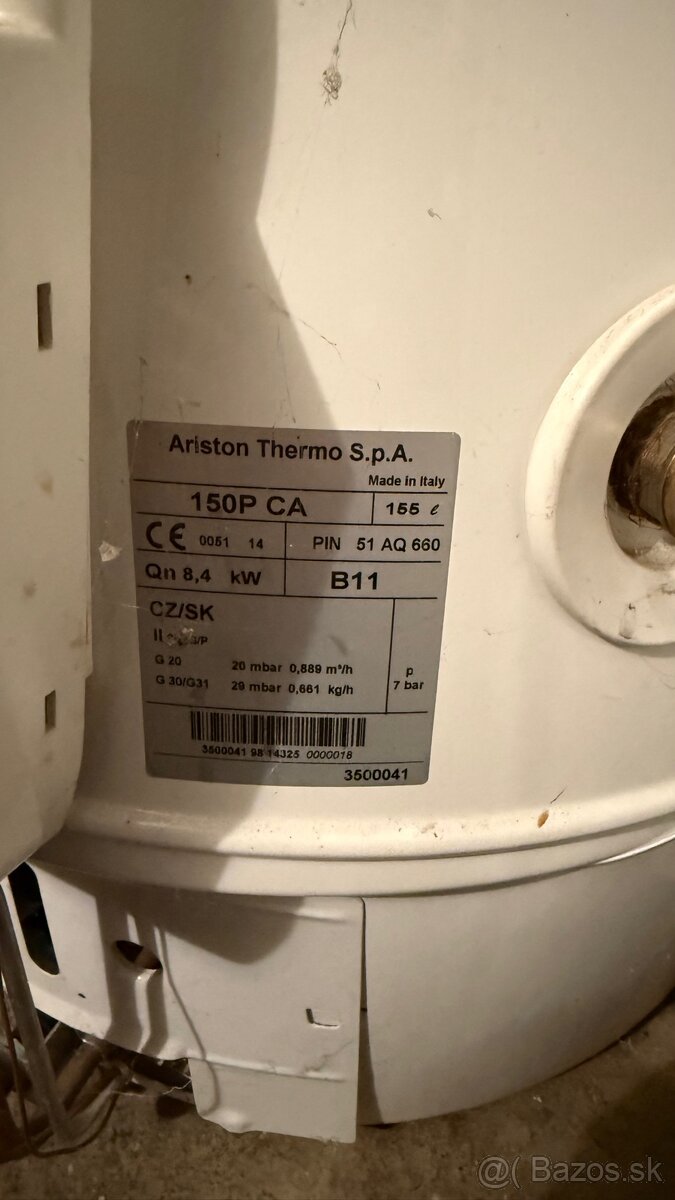 Ariston Thermo S.p.A.
Made in Italy
150P CA 155 ℓ
CE 0051 14 PIN 51 AQ 660
Qn 8,4 kW B11
CZ/SK
II
G 20 20 mbar 0,889 m³/h
G 30/G31 29 mbar 0,661 kg/h
p
7 bar
3500041 98 14325 0000018
3500041
@( Bazos.sk